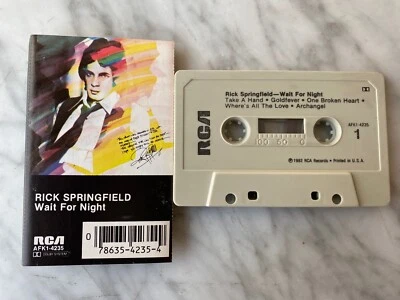 RICK SPRINGFIELD
Wait For Night
RCA
AFK1-4235
DOLBY SYSTEM
0 78635-4235-4
Rick Springfield—Wait For Night
Take A Hand • Goldfever • One Broken Heart •
Where's All The Love • Archangel
RCA
AFK1-4235
1
RCA Records • Printed in U.S.A.